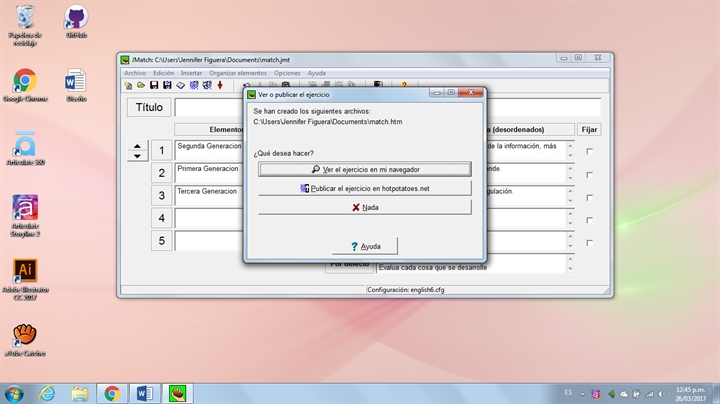 Papelera de reciclaje
GitHub
Google Chrome
Diseño
Articulate 360
Articulate Storyline 2
Adobe Illustrator CC 2017
aTube Catcher
JMatch: C:\Users\Jennifer Figuera\Documents\match.jmt
Archivo Edición Insertar Organizar elementos Opciones Ayuda
Título
Elemento
(desordenados)
Fijar
1 Segunda Generacion
de la información, más
2 Primera Generacion
3 Tercera Generacion
4
5
Por defecto
Evalua cada cosa que se desarrolle
Configuración: english6.cfg
Ver o publicar el ejercicio
Se han creado los siguientes archivos:
C:\Users\Jennifer Figuera\Documents\match.htm
¿Qué desea hacer?
Ver el ejercicio en mi navegador
Publicar el ejercicio en hotpotatoes.net
Nada
Ayuda
ES
12:45 p.m.
26/03/2017